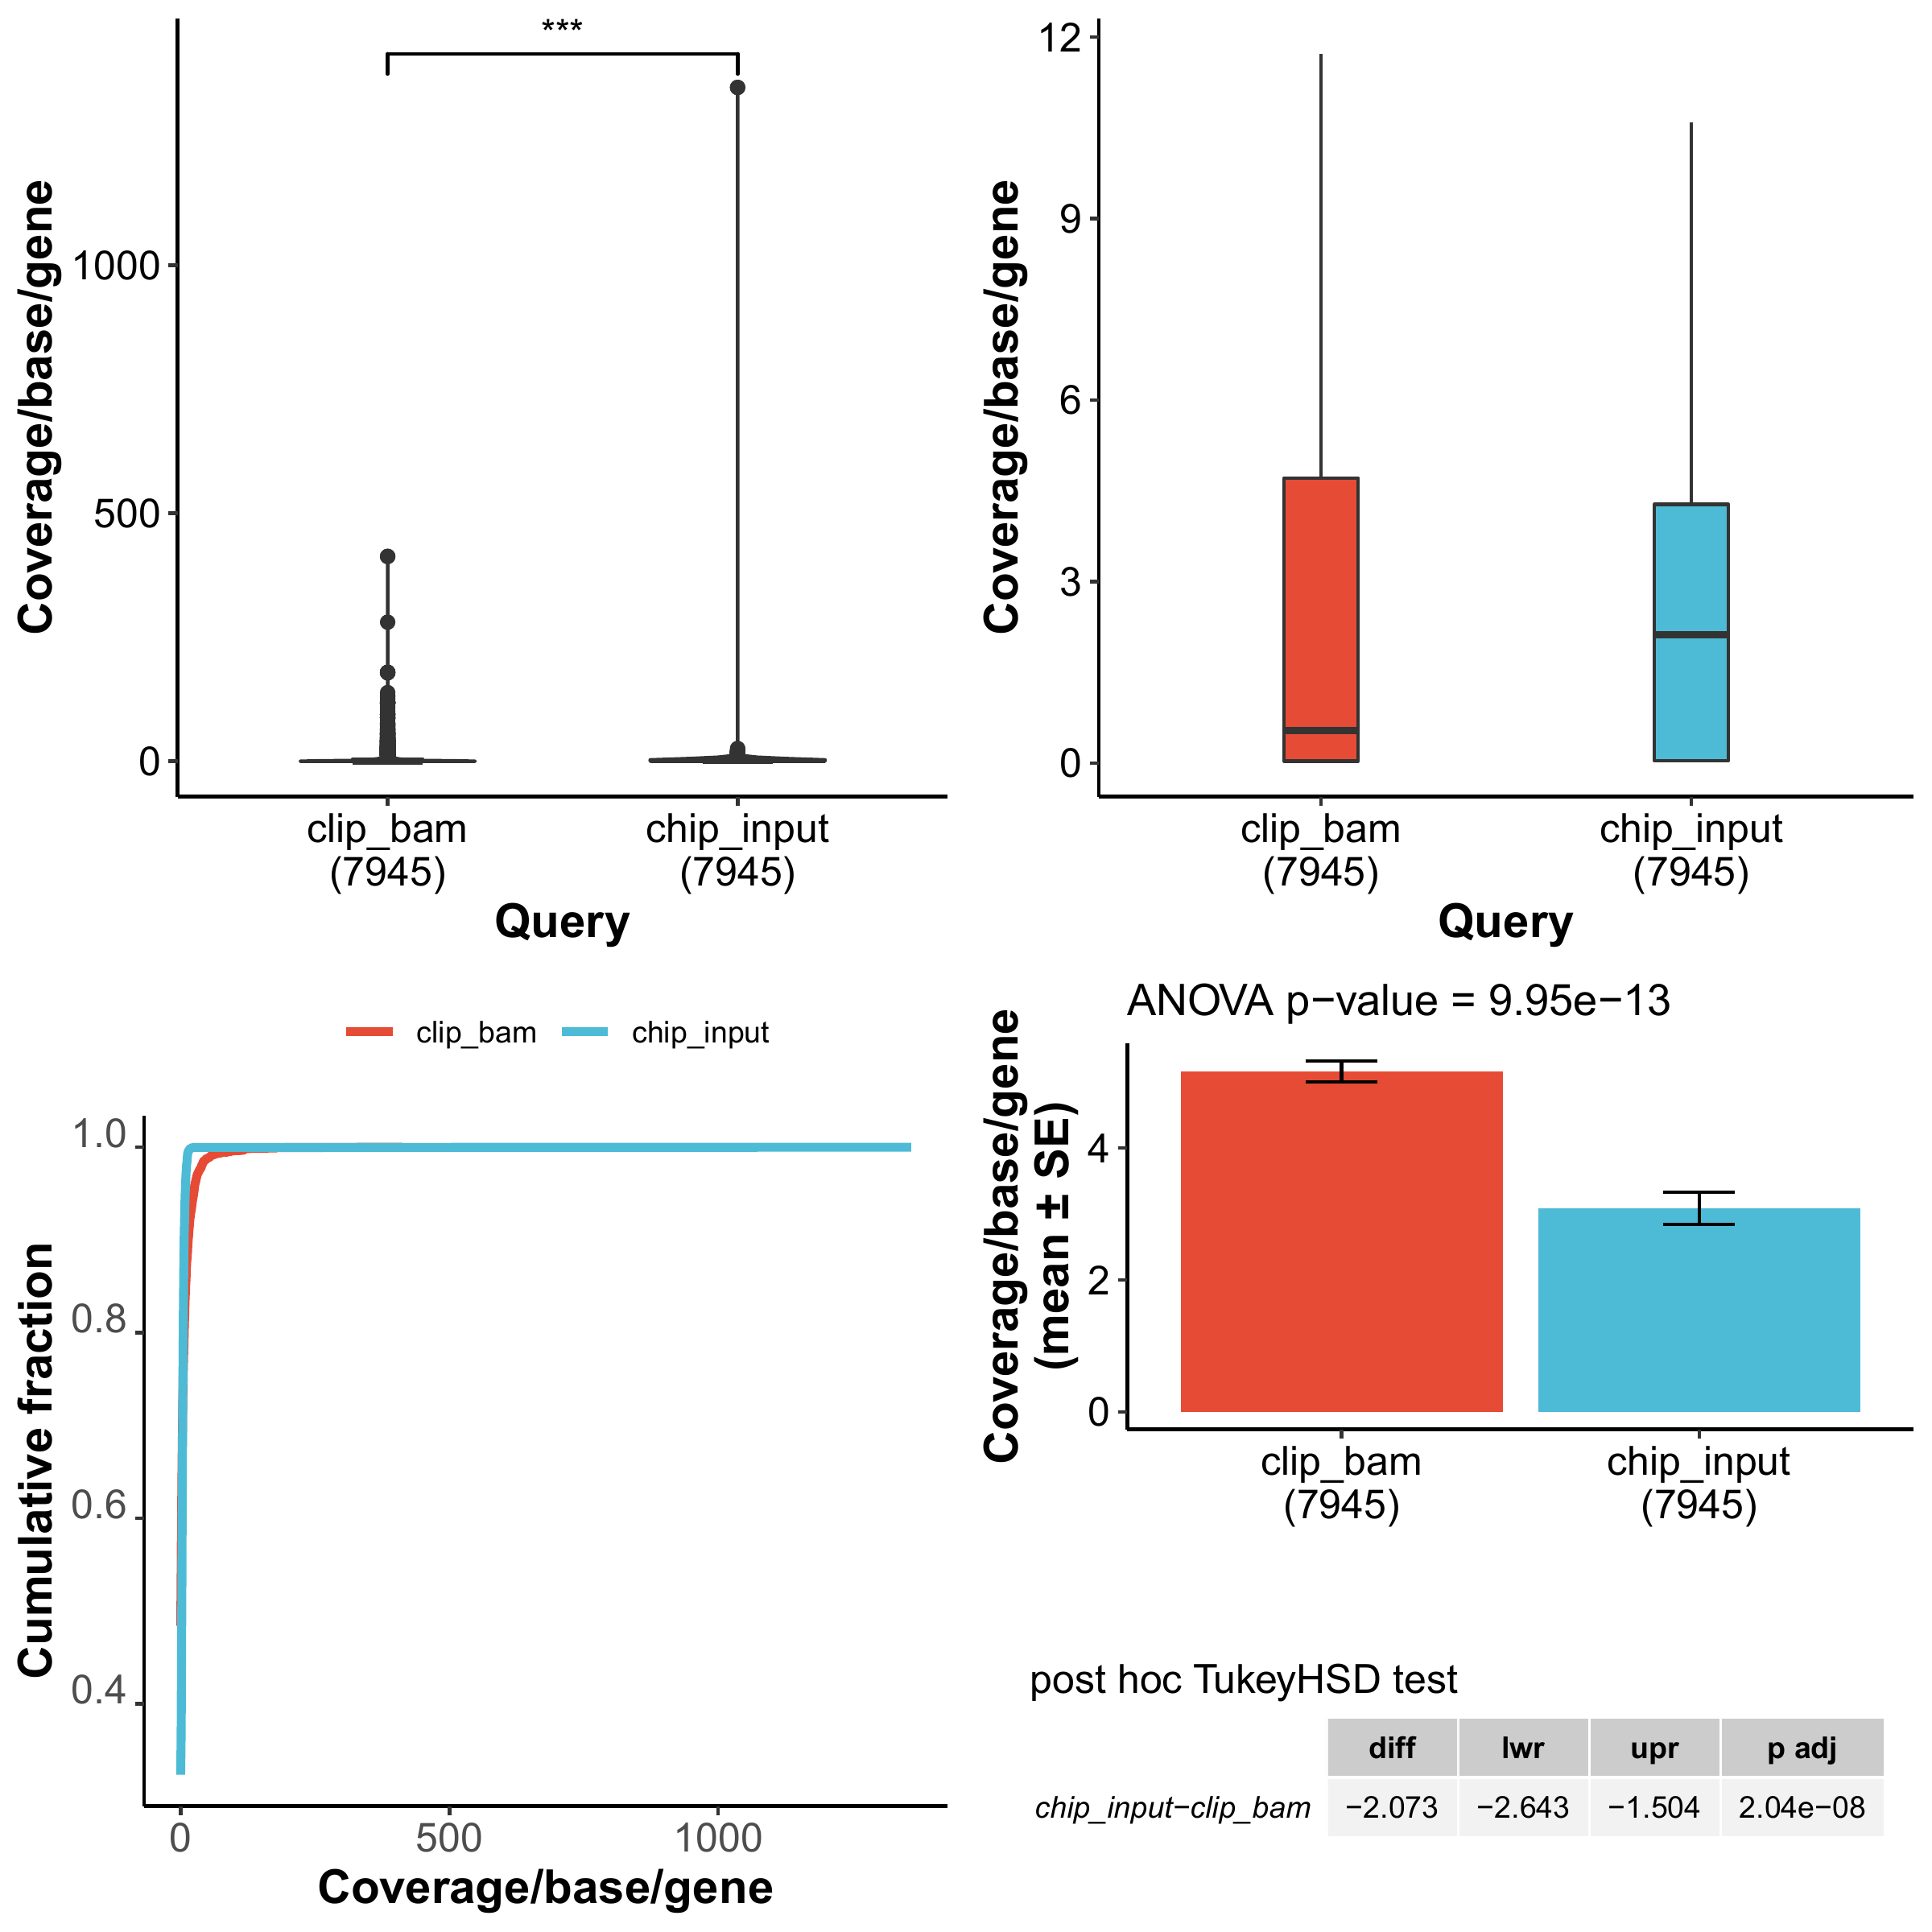 ***
Coverage/base/gene
1000
500
0
clip_bam
(7945)
chip_input
(7945)
Query
Coverage/base/gene
12
9
6
3
0
clip_bam
(7945)
chip_input
(7945)
Query
clip_bam
chip_input
Cumulative fraction
1.0
0.8
0.6
0.4
0
500
1000
Coverage/base/gene
ANOVA p−value = 9.95e−13
Coverage/base/gene
(mean ± SE)
4
2
0
clip_bam
(7945)
chip_input
(7945)
post hoc TukeyHSD test
diff lwr upr p adj
chip_input−clip_bam −2.073 −2.643 −1.504 2.04e−08